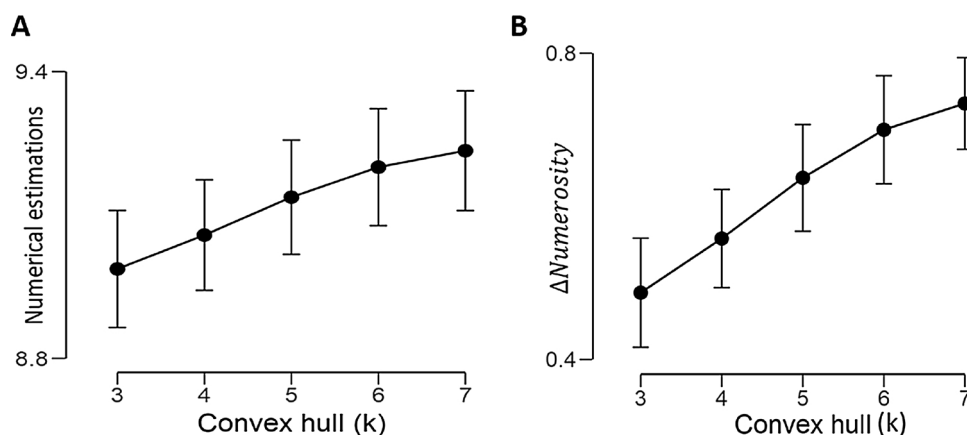 A
9.4
Numerical estimations
8.8
3 4 5 6 7
Convex hull (k)
B
0.8
ΔNumerosity
0.4
3 4 5 6 7
Convex hull (k)